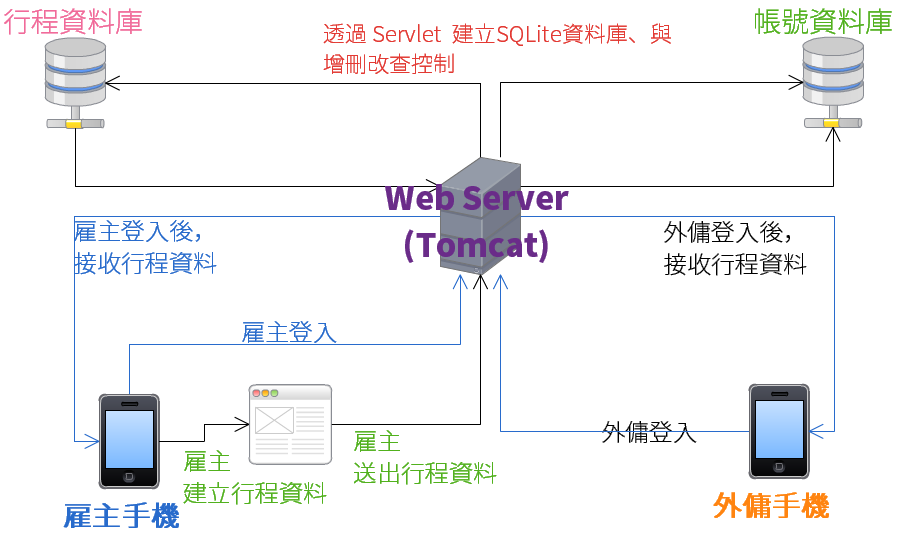 行程資料庫
帳號資料庫
透過 Servlet 建立SQLite資料庫、與
增刪改查控制
Web Server
(Tomcat)
雇主登入後，
接收行程資料
外傭登入後，
接收行程資料
雇主登入
外傭登入
雇主
送出行程資料
雇主
建立行程資料
雇主手機
外傭手機